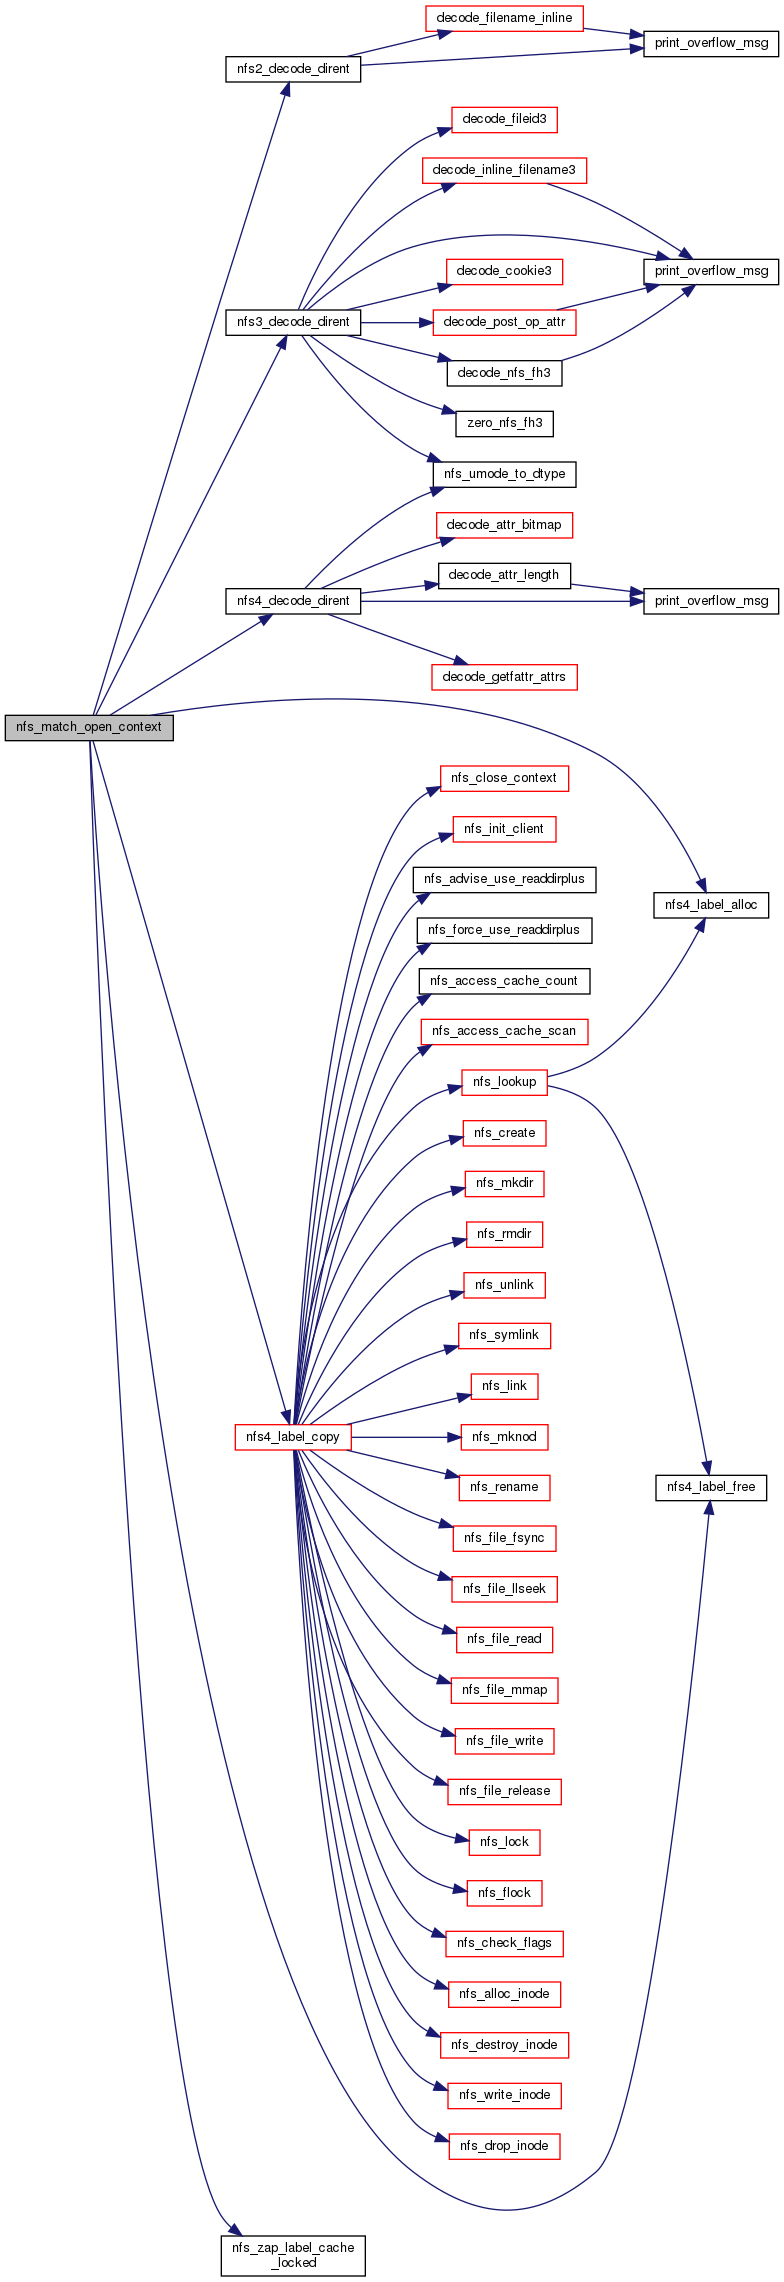 decode_filename_inline
print_overflow_msg
nfs2_decode_dirent
decode_fileid3
decode_inline_filename3
decode_cookie3
print_overflow_msg
nfs3_decode_dirent
decode_post_op_attr
decode_nfs_fh3
zero_nfs_fh3
nfs_umode_to_dtype
decode_attr_bitmap
decode_attr_length
nfs4_decode_dirent
print_overflow_msg
decode_getfattr_attrs
nfs_match_open_context
nfs_close_context
nfs_init_client
nfs_advise_use_readdirplus
nfs4_label_alloc
nfs_force_use_readdirplus
nfs_access_cache_count
nfs_access_cache_scan
nfs_lookup
nfs_create
nfs_mkdir
nfs_rmdir
nfs_unlink
nfs_symlink
nfs_link
nfs4_label_copy
nfs_mknod
nfs_rename
nfs4_label_free
nfs_file_fsync
nfs_file_llseek
nfs_file_read
nfs_file_mmap
nfs_file_write
nfs_file_release
nfs_lock
nfs_flock
nfs_check_flags
nfs_alloc_inode
nfs_destroy_inode
nfs_write_inode
nfs_drop_inode
nfs_zap_label_cache
_locked